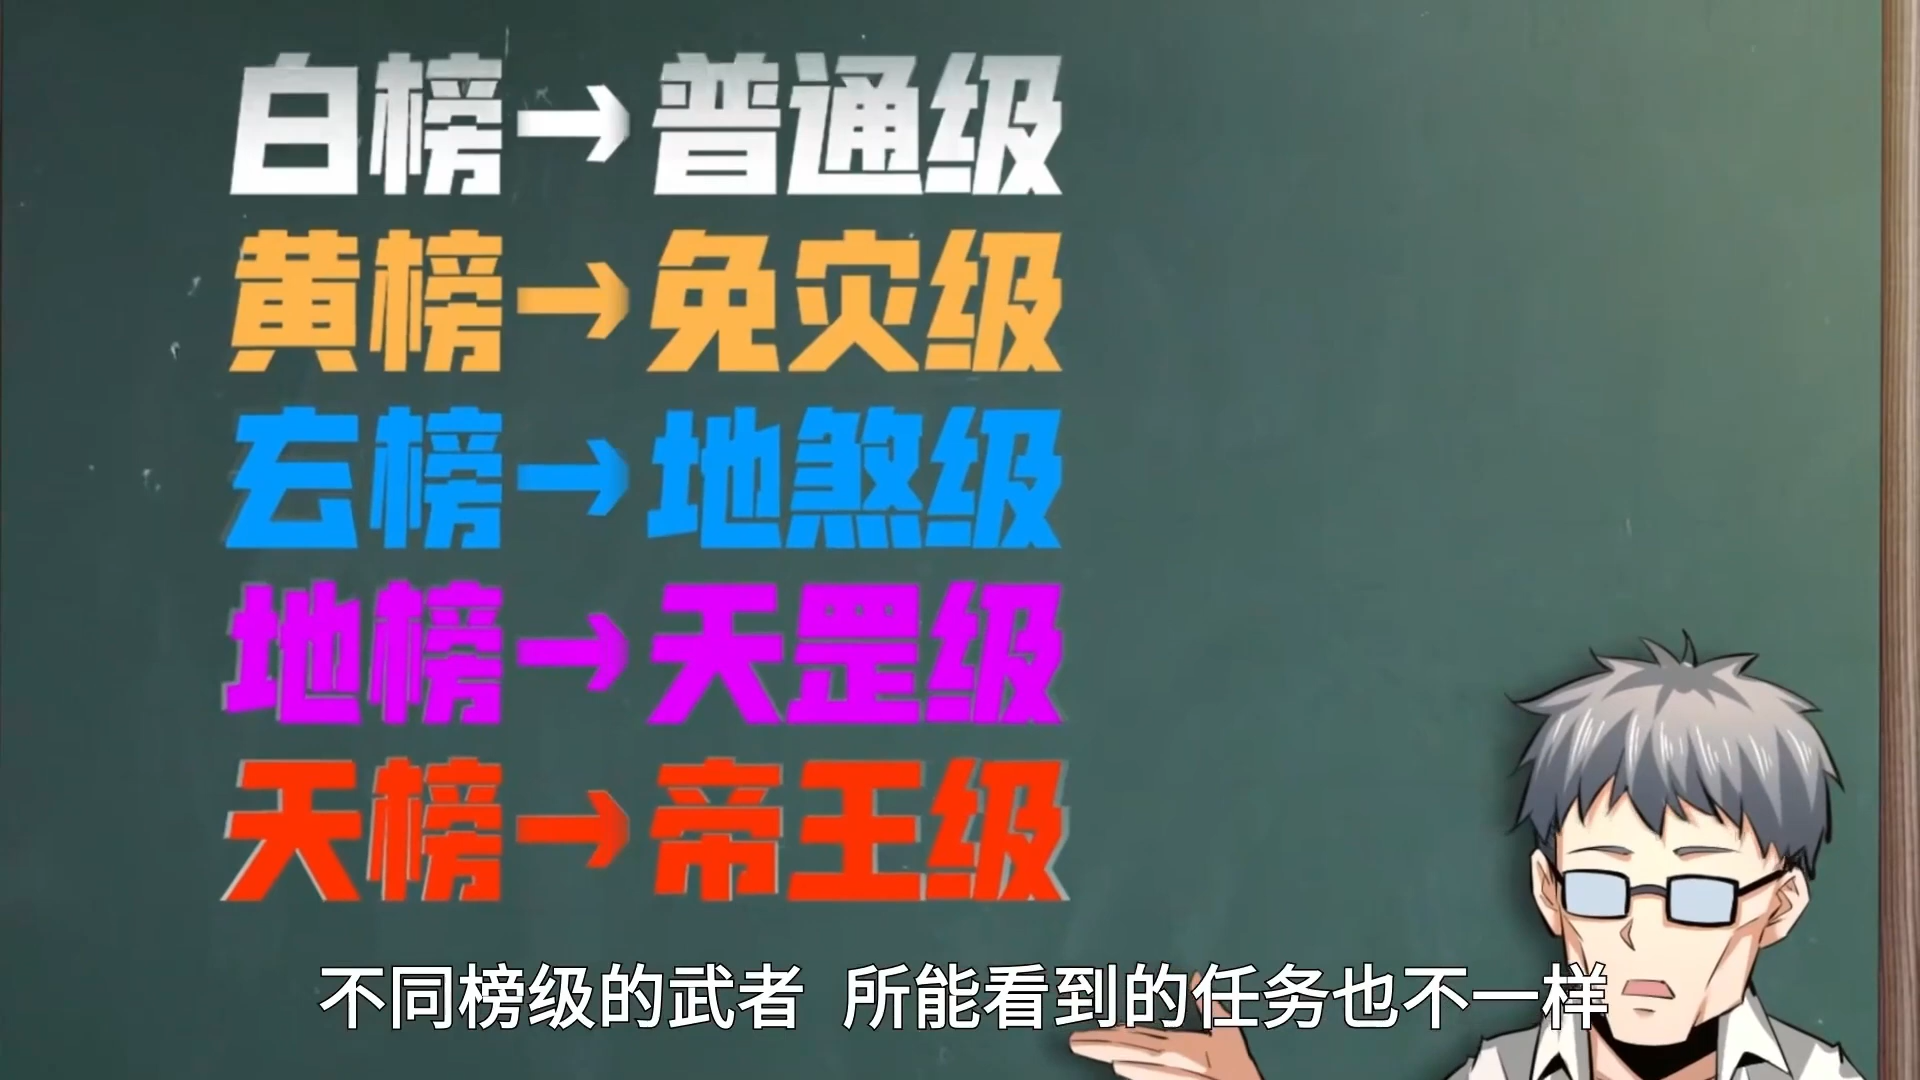 白榜→普通级
黄榜→免灾级
玄榜→地煞级
地榜→天罡级
天榜→帝王级
不同榜级的武者 所能看到的任务也不一样